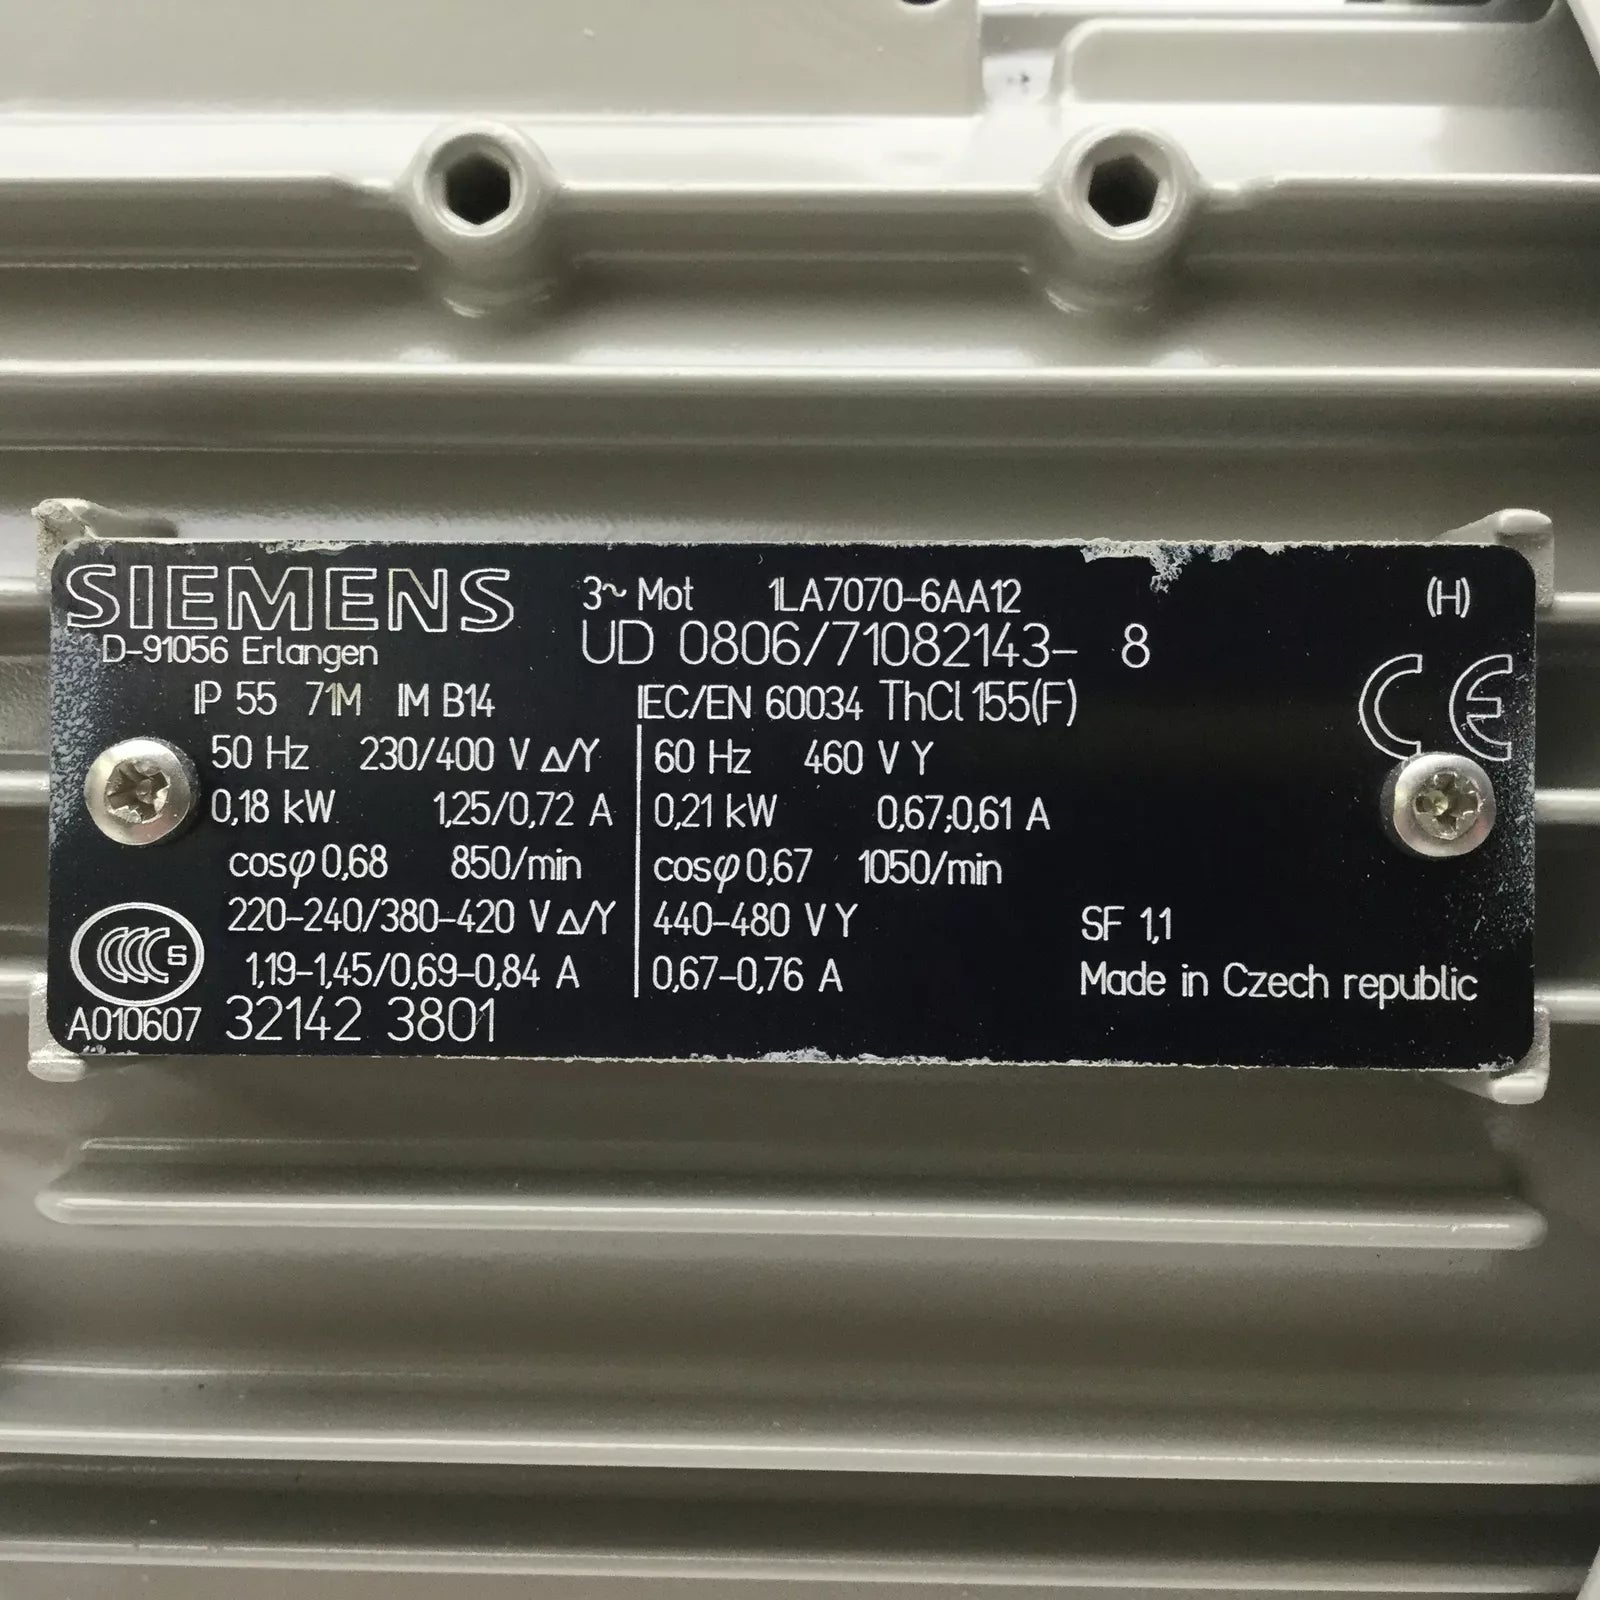 SIEMENS
D-91056 Erlangen
3~ Mot 1LA7070-6AA12 (H)
UD 0806/71082143- 8
IP 55 71M IM B14 IEC/EN 60034 ThCl 155(F)
CE
50 Hz 230/400 V Δ/Y
0,18 kW 1,25/0,72 A
cosφ 0,68 850/min
220-240/380-420 V Δ/Y
1,19-1,45/0,69-0,84 A
60 Hz 460 V Y
0,21 kW 0,67;0,61 A
cosφ 0,67 1050/min
440-480 V Y
0,67-0,76 A
SF 1,1
Made in Czech republic
CCC S
A010607 32142 3801